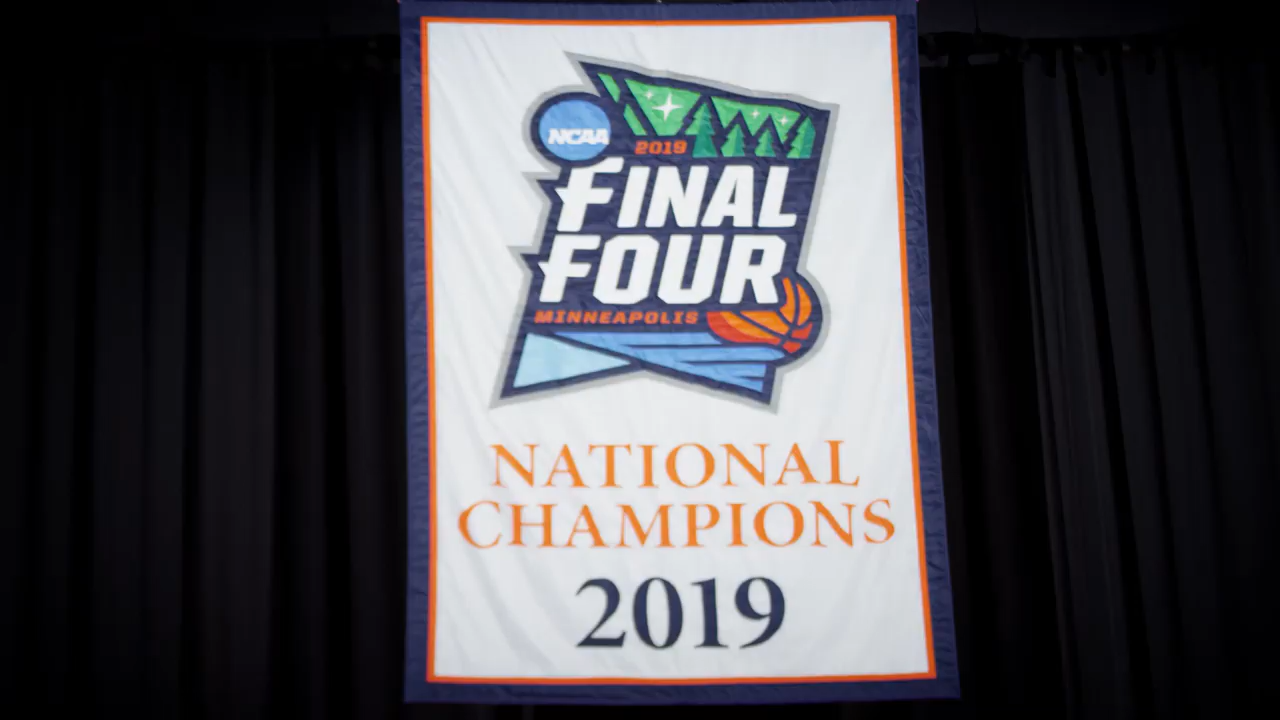 NCAA
2019
FINAL
FOUR
MINNEAPOLIS
NATIONAL
CHAMPIONS
2019